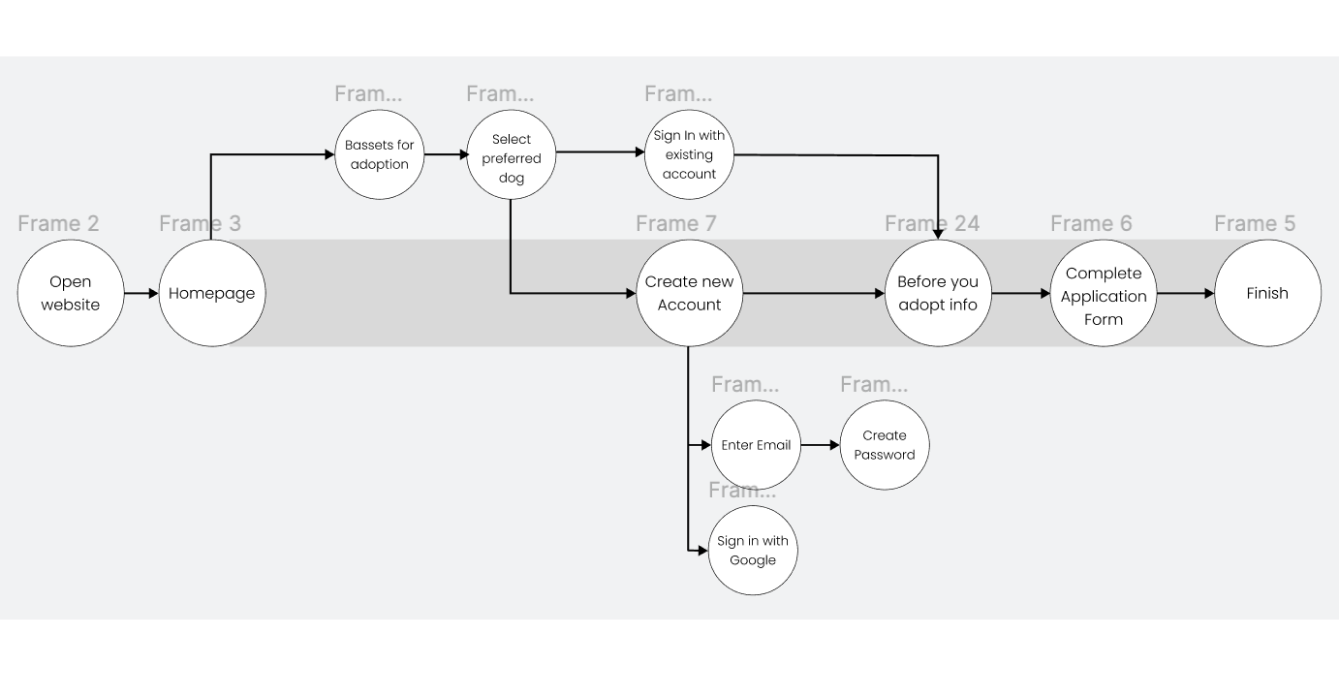 Fram...
Fram...
Fram...
Bassets for
adoption
Select
preferred
dog
Sign In with
existing
account
Frame 2
Frame 3
Frame 7
Frame 24
Frame 6
Frame 5
Open
website
Homepage
Create new
Account
Before you
adopt info
Complete
Application
Form
Finish
Fram...
Fram...
Enter Email
Create
Password
Fram...
Sign in with
Google